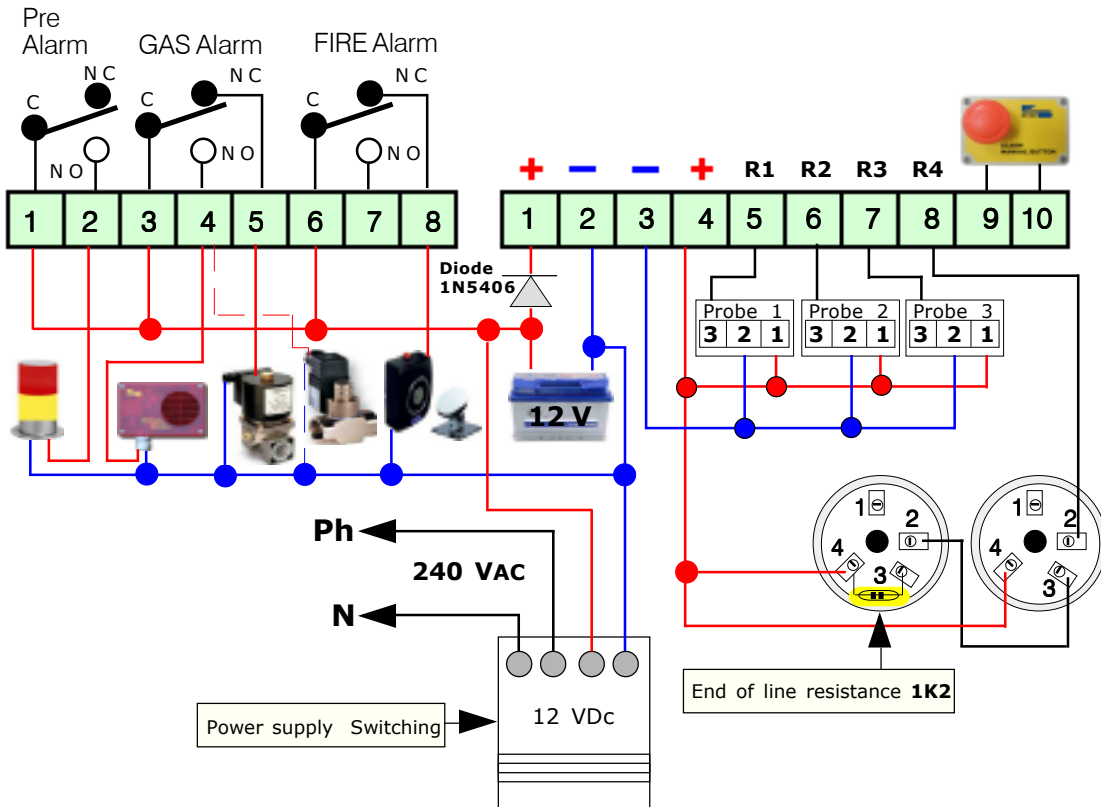 Pre
Alarm
GAS Alarm
FIRE Alarm
N C
N C
N C
C
C
C
N O
N O
N O
+ − − + R1 R2 R3 R4
1 2 3 4 5 6 7 8
1 2 3 4 5 6 7 8 9 10
MANUAL BUTTON
Diode
1N5406
Probe 1
3 2 1
Probe 2
3 2 1
Probe 3
3 2 1
12 V
1
2
4
3
1
2
4
3
Ph
240 VAC
N
End of line resistance 1K2
Power supply Switching
12 VDc